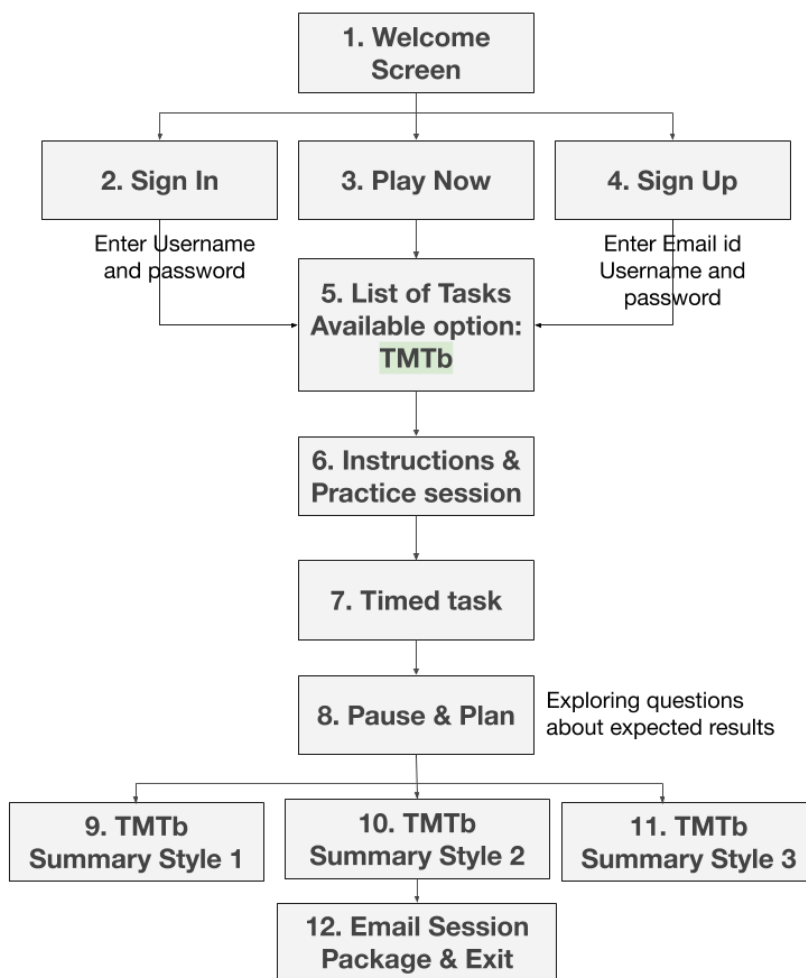 1. Welcome
Screen
2. Sign In
3. Play Now
4. Sign Up
Enter Username
and password
Enter Email id
Username and
password
5. List of Tasks
Available option:
TMTb
6. Instructions &
Practice session
7. Timed task
8. Pause & Plan
Exploring questions
about expected results
9. TMTb
Summary Style 1
10. TMTb
Summary Style 2
11. TMTb
Summary Style 3
12. Email Session
Package & Exit